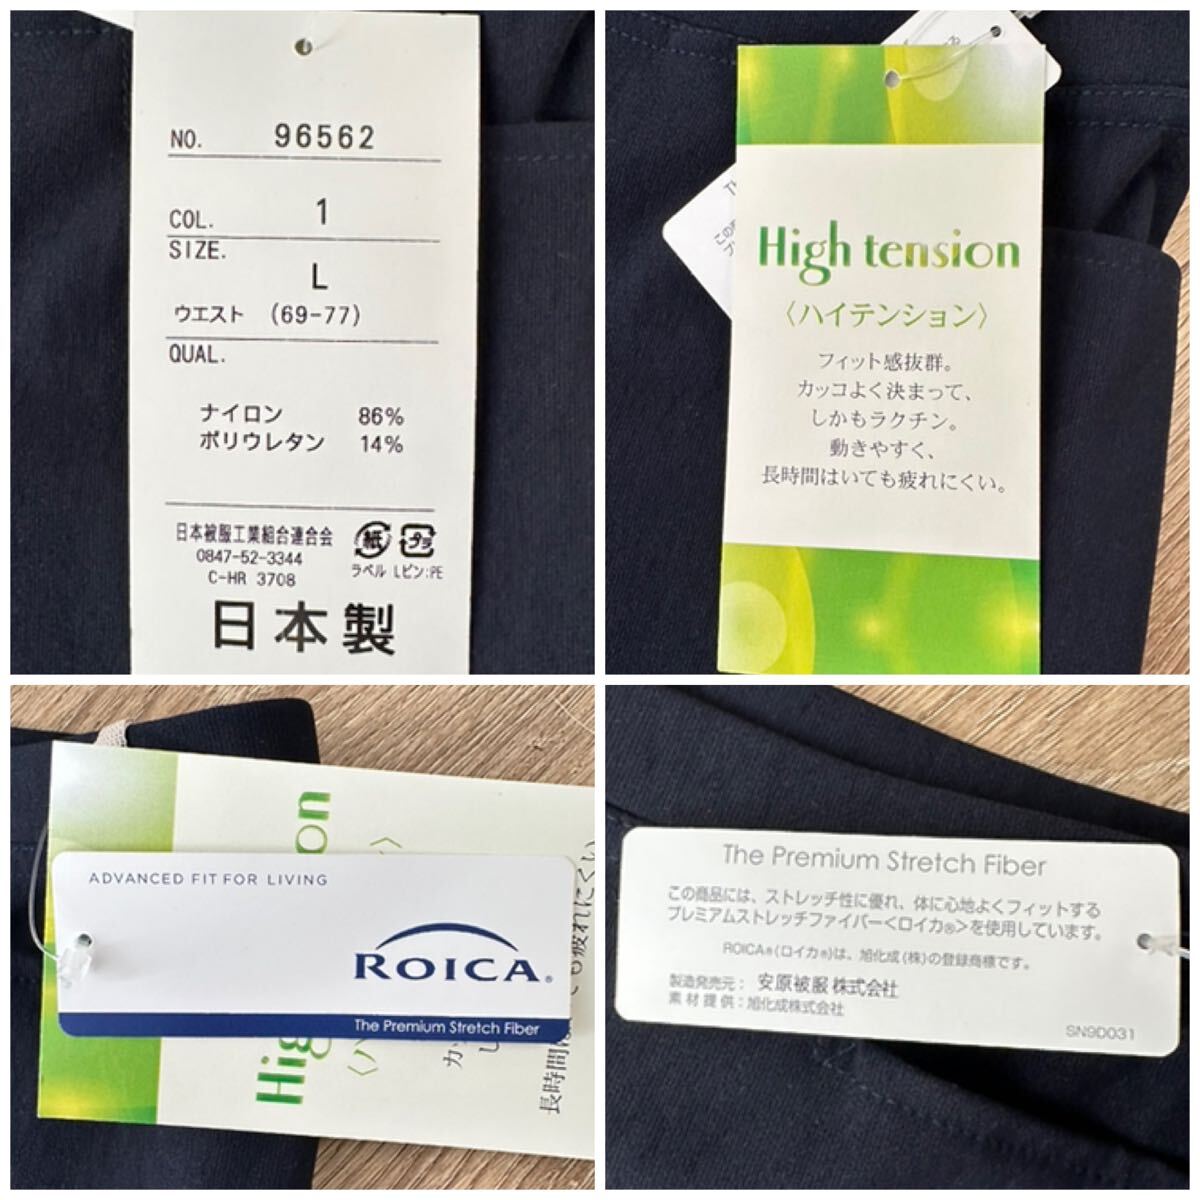 NO. 96562
COL. 1
SIZE.
L
ウエスト (69-77)
QUAL.
ナイロン 86%
ポリウレタン 14%
日本被服工業組合連合会
0847-52-3344
C-HR 3708
紙 プラ
ラベル Lピン:PE
日本製
High tension
〈ハイテンション〉
フィット感抜群。
カッコよく決まって、
しかもラクチン。
動きやすく、
長時間はいても疲れにくい。
ADVANCED FIT FOR LIVING
ROICA®
The Premium Stretch Fiber
The Premium Stretch Fiber
この商品には、ストレッチ性に優れ、体に心地よくフィットする
プレミアムストレッチファイバー<ロイカ®>を使用しています。
ROICA®(ロイカ®)は、旭化成(株)の登録商標です。
製造発売元: 安原被服株式会社
素材提供:旭化成株式会社
SN9D031